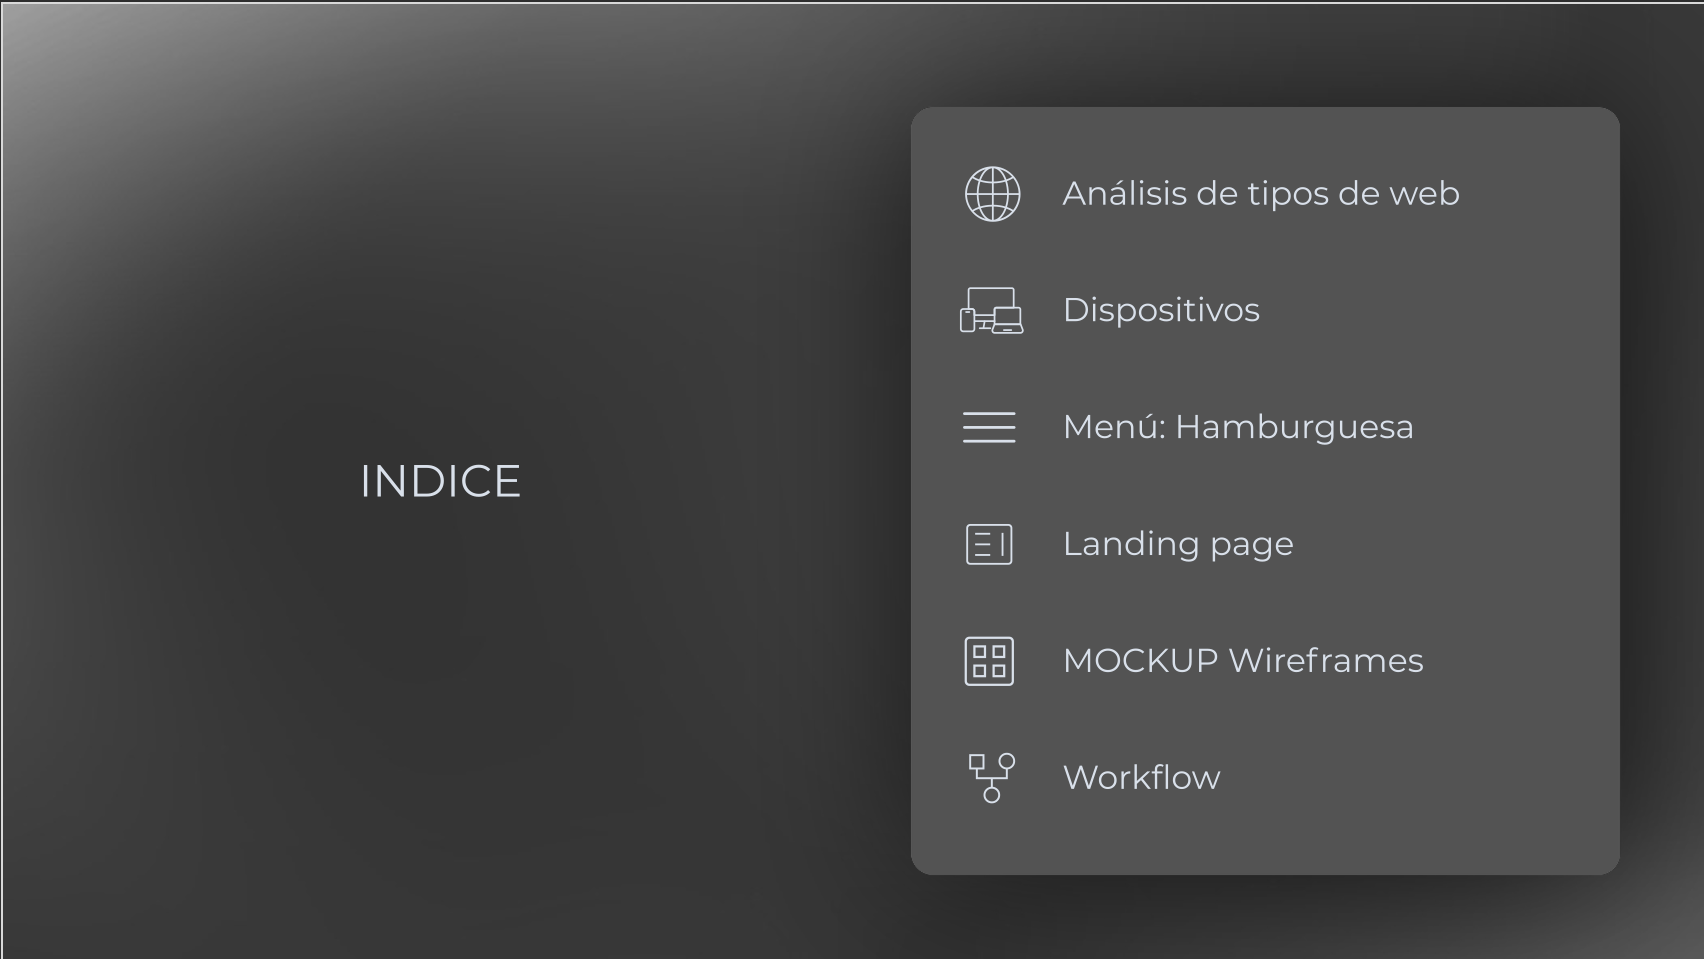 INDICE
Análisis de tipos de web
Dispositivos
Menú: Hamburguesa
Landing page
MOCKUP Wireframes
Workflow